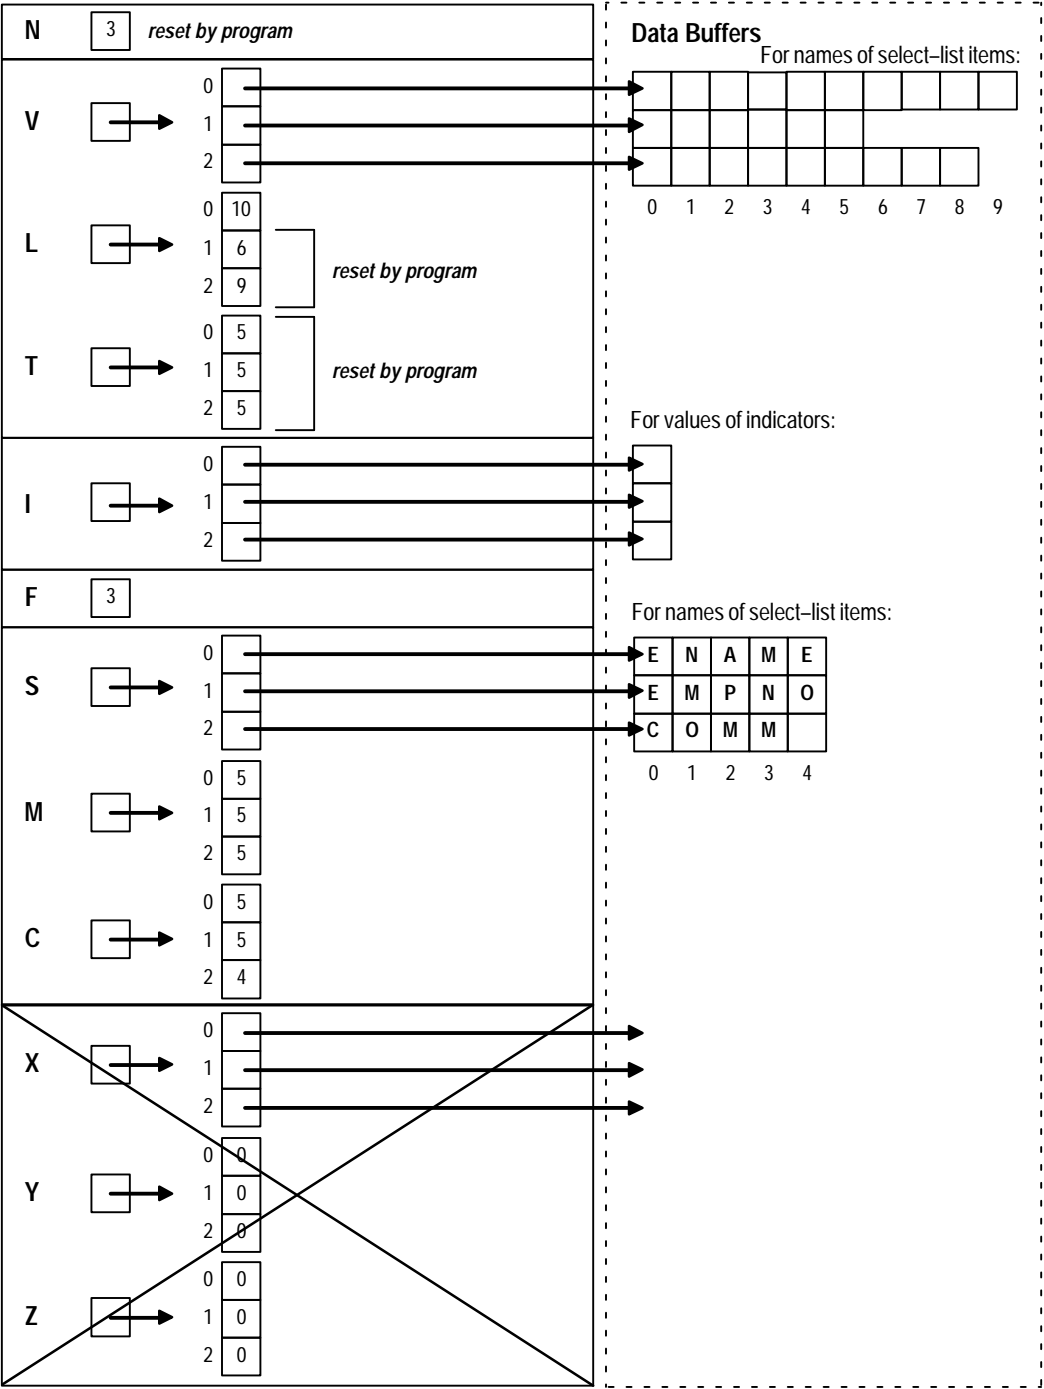 N 3 reset by program
Data Buffers
For names of select–list items:
0
V 1
2
0 1 2 3 4 5 6 7 8 9
0 10
L 1 6
2 9
reset by program
0 5
T 1 5
2 5
reset by program
For values of indicators:
0
I 1
2
F 3
For names of select–list items:
0 E N A M E
S 1 E M P N O
2 C O M M
0 1 2 3 4
0 5
M 1 5
2 5
0 5
C 1 5
2 4
0
X 1
2
0 0
Y 1 0
2 0
0 0
Z 1 0
2 0